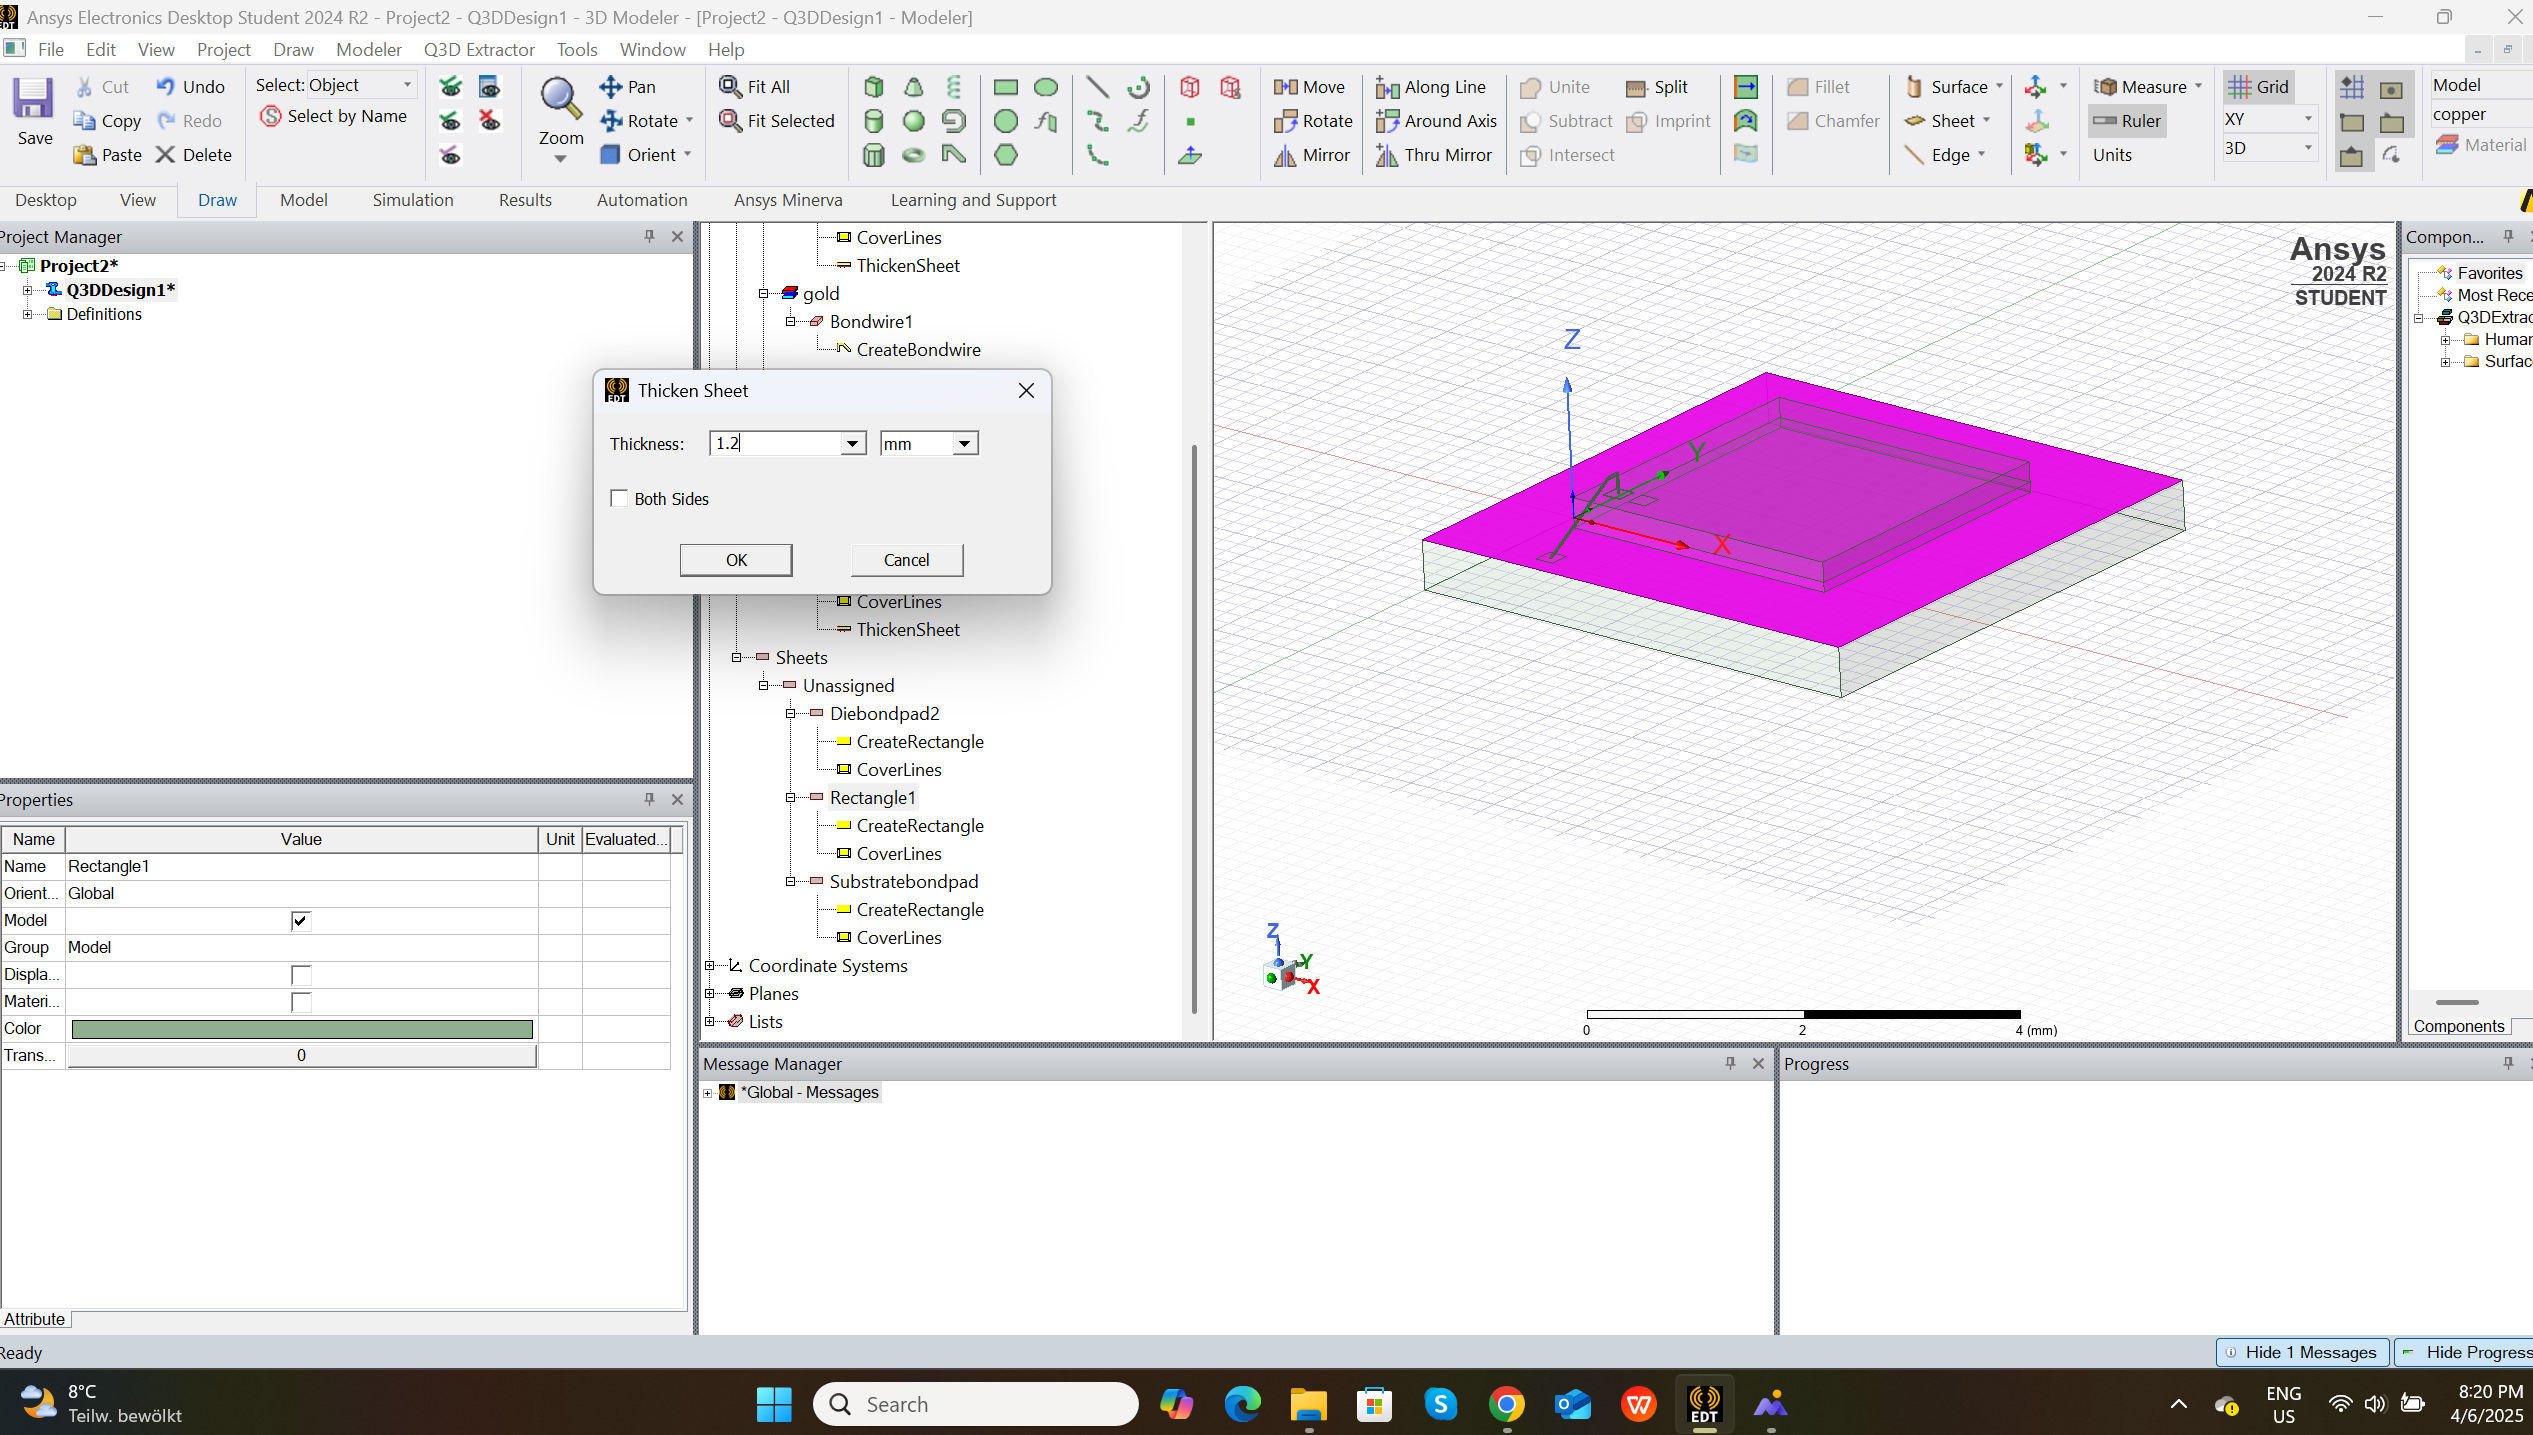 Ansys Electronics Desktop Student 2024 R2 - Project2 - Q3DDesign1 - 3D Modeler - [Project2 - Q3DDesign1 - Modeler]
File Edit View Project Draw Modeler Q3D Extractor Tools Window Help
Save
Cut
Copy
Paste
Undo
Redo
Delete
Select: Object
Select by Name
Zoom
Pan
Rotate
Orient
Fit All
Fit Selected
Move
Rotate
Mirror
Along Line
Around Axis
Thru Mirror
Unite
Subtract
Intersect
Split
Imprint
Fillet
Chamfer
Surface
Sheet
Edge
Measure
Ruler
Units
Grid
XY
3D
Model
copper
Material
Desktop View Draw Model Simulation Results Automation Ansys Minerva Learning and Support
Project Manager
Project2*
Q3DDesign1*
Definitions
CoverLines
ThickenSheet
gold
Bondwire1
CreateBondwire
EDT Thicken Sheet
Thickness: 1.2 mm
Both Sides
OK Cancel
CoverLines
ThickenSheet
Sheets
Unassigned
Diebondpad2
CreateRectangle
CoverLines
Rectangle1
CreateRectangle
CoverLines
Substratebondpad
CreateRectangle
CoverLines
Coordinate Systems
Planes
Lists
Ansys
2024 R2
STUDENT
Z
Y
X
Z
Y
X
0 2 4 (mm)
Compon...
Favorites
Most Rece
Q3DExtrac
Human
Surfac
Components
Properties
Name Value Unit Evaluated...
Name Rectangle1
Orient... Global
Model
Group Model
Displa...
Materi...
Color
Trans... 0
Attribute
Message Manager
*Global - Messages
Progress
Ready
Hide 1 Messages Hide Progress
8°C
Teilw. bewölkt
Search
EDT
ENG
US
8:20 PM
4/6/2025